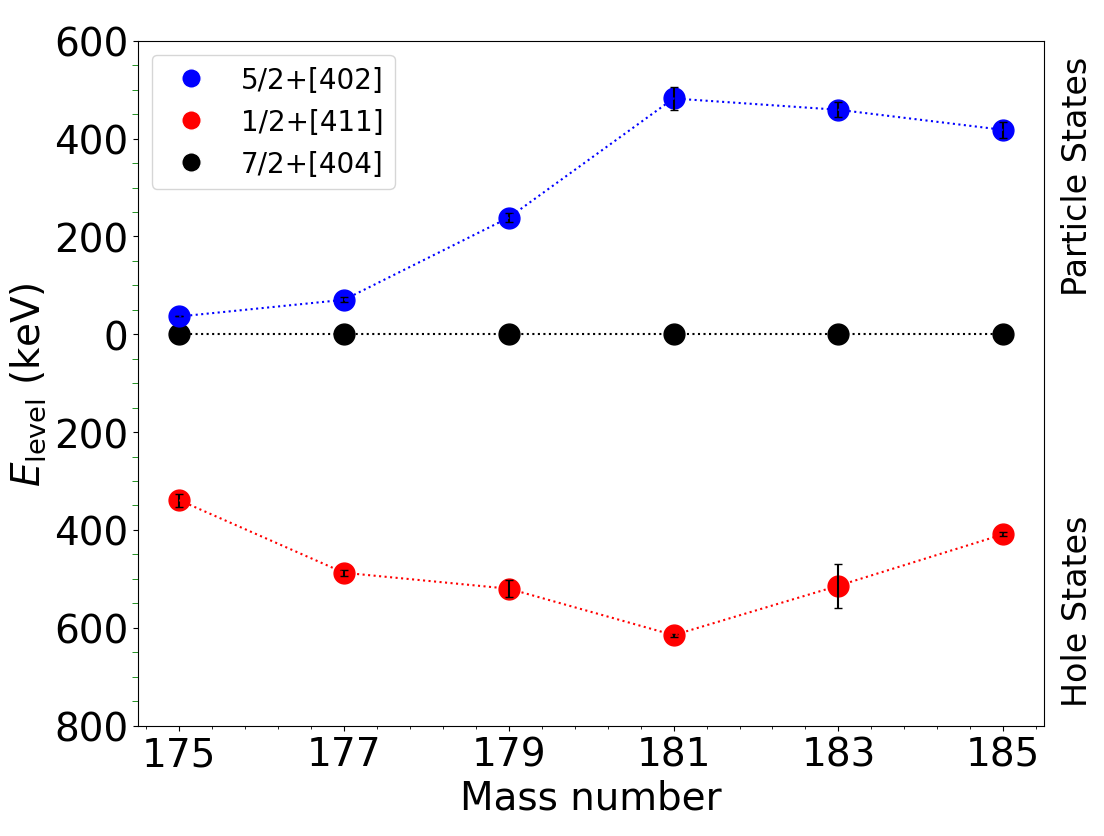 600
400
200
0
200
400
600
800
E_level (keV)
5/2+[402]
1/2+[411]
7/2+[404]
Particle States
Hole States
175 177 179 181 183 185
Mass number